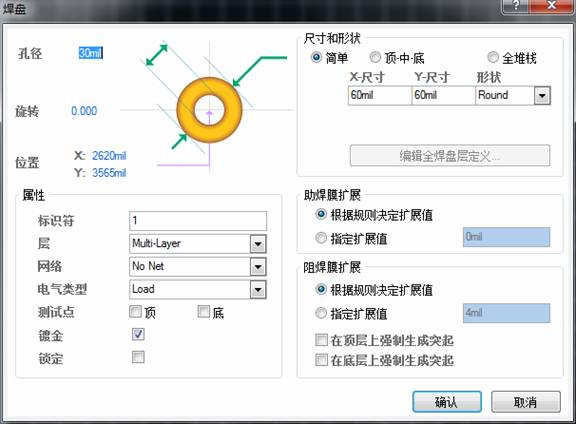 焊盘
孔径 30mil
旋转 0.000
位置 X: 2620mil
Y: 3565mil
尺寸和形状
简单 顶-中-底 全堆栈
X-尺寸 Y-尺寸 形状
60mil 60mil Round
编辑全焊盘层定义...
属性
标识符 1
层 Multi-Layer
网络 No Net
电气类型 Load
测试点 顶 底
镀金
锁定
助焊膜扩展
根据规则决定扩展值
指定扩展值 0mil
阻焊膜扩展
根据规则决定扩展值
指定扩展值 4mil
在顶层上强制生成突起
在底层上强制生成突起
确认 取消